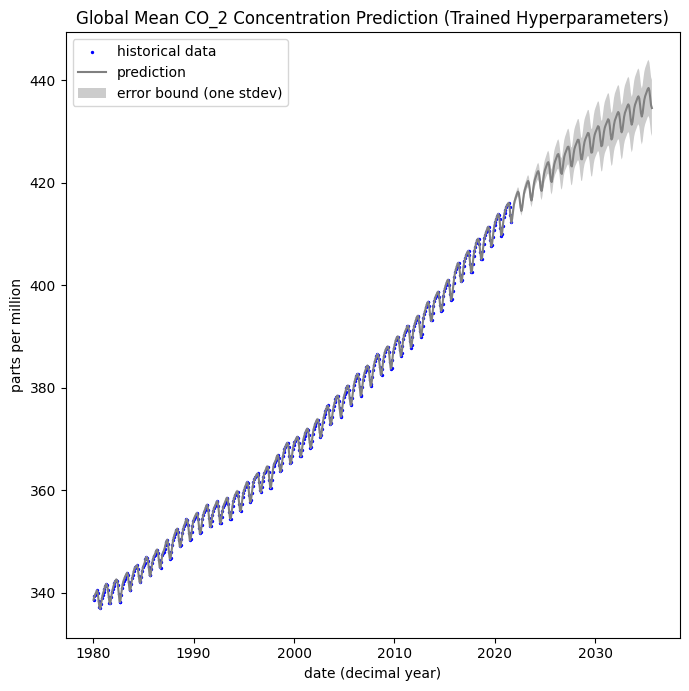 Global Mean CO_2 Concentration Prediction (Trained Hyperparameters)
historical data
prediction
error bound (one stdev)
440
420
400
380
360
340
parts per million
1980 1990 2000 2010 2020 2030
date (decimal year)